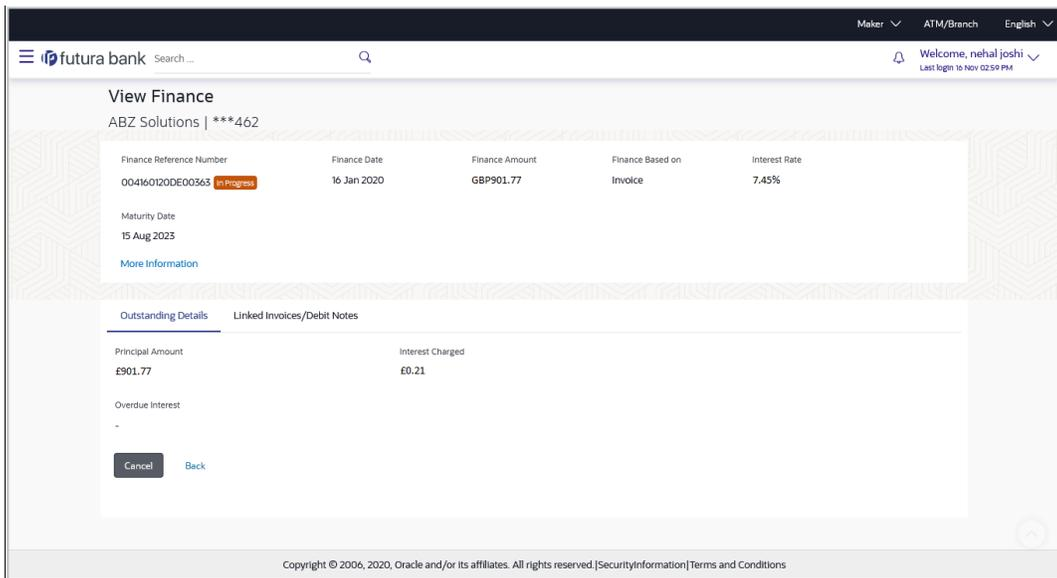 Maker ATM/Branch English
futura bank Search ... Welcome, nehal joshi
Last login 16 Nov 02:59 PM
View Finance
ABZ Solutions | ***462
Finance Reference Number Finance Date Finance Amount Finance Based on Interest Rate
004160120DE00363 In Progress 16 Jan 2020 GBP901.77 Invoice 7.45%
Maturity Date
15 Aug 2023
More Information
Outstanding Details Linked Invoices/Debit Notes
Principal Amount Interest Charged
£901.77 £0.21
Overdue Interest
-
Cancel Back
Copyright © 2006, 2020, Oracle and/or its affiliates. All rights reserved.|SecurityInformation|Terms and Conditions